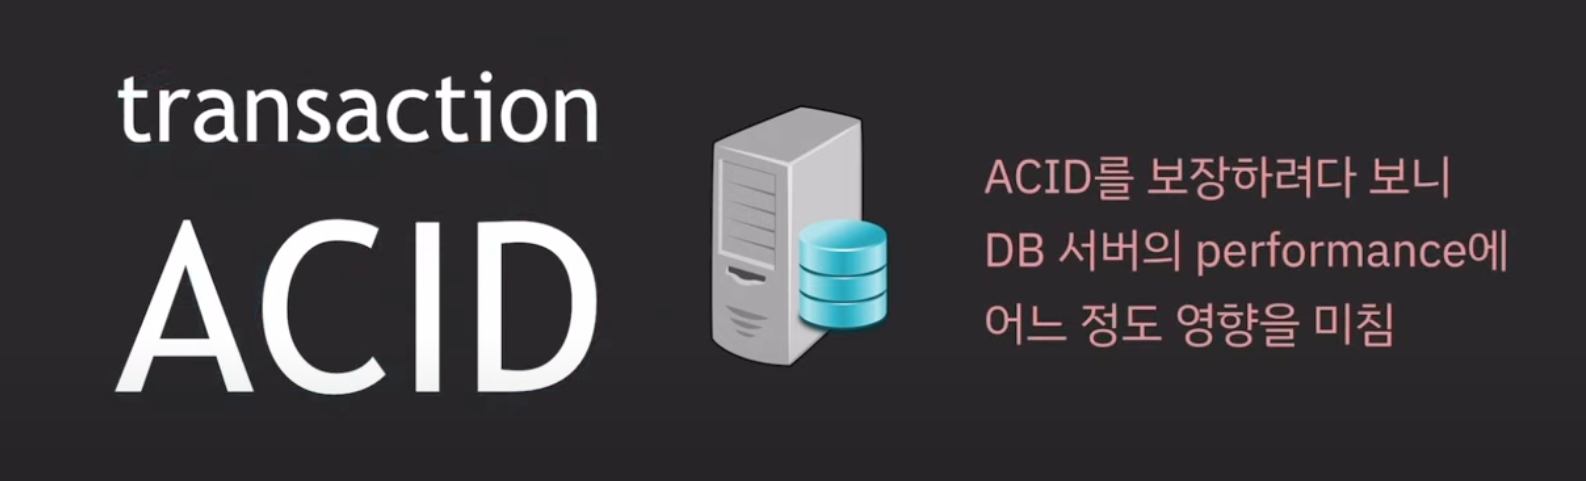 transaction
ACID
ACID를 보장하려다 보니
DB 서버의 performance에
어느 정도 영향을 미침